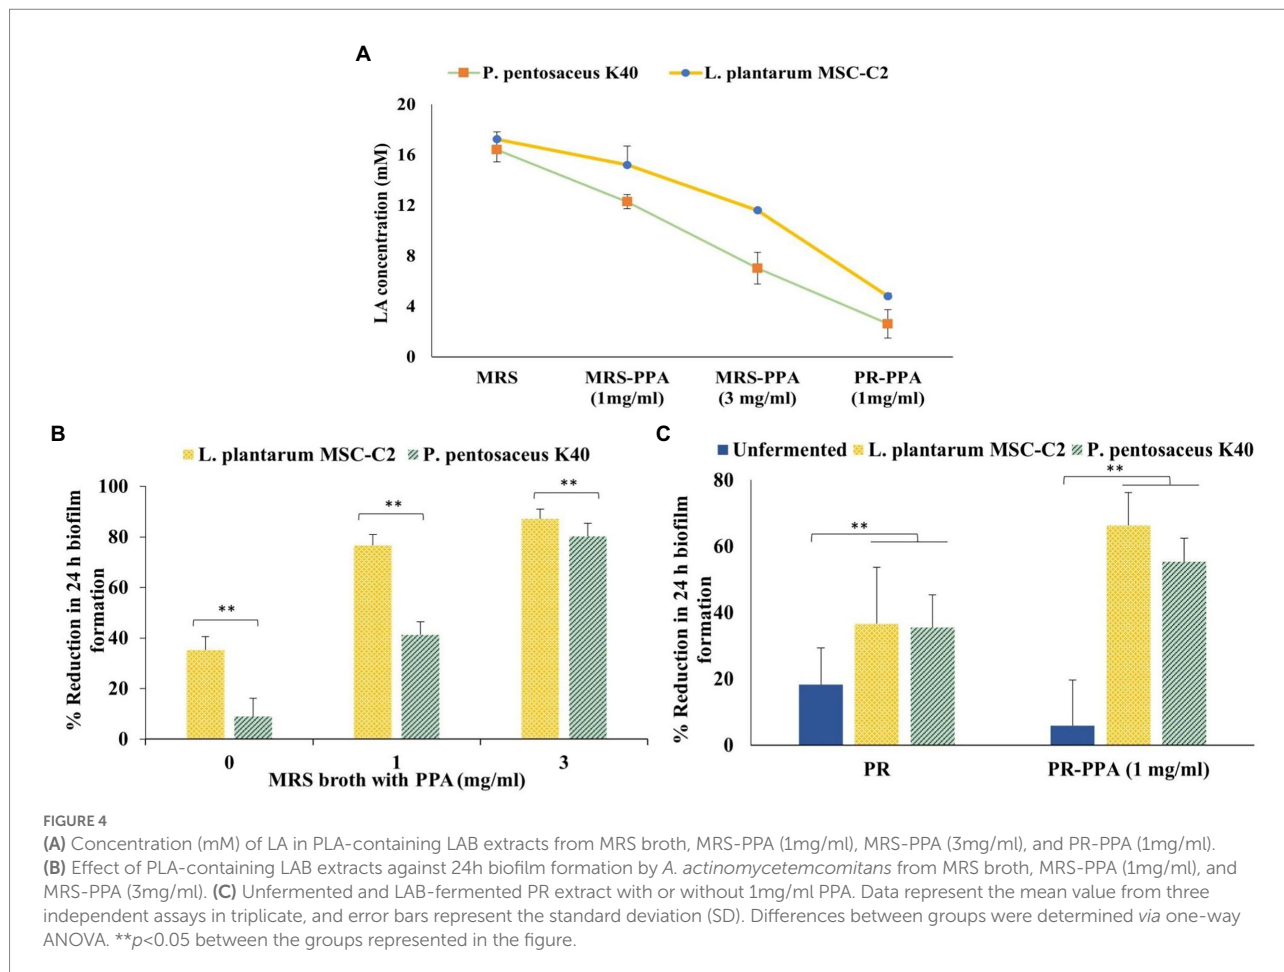 A
P. pentosaceus K40
L. plantarum MSC-C2
LA concentration (mM)
20
16
12
8
4
0
MRS
MRS-PPA
(1mg/ml)
MRS-PPA
(3 mg/ml)
PR-PPA
(1mg/ml)
B
L. plantarum MSC-C2
P. pentosaceus K40
% Reduction in 24 h biofilm
formation
100
80
60
40
20
0
**
**
**
0
1
3
MRS broth with PPA (mg/ml)
C
Unfermented
L. plantarum MSC-C2
P. pentosaceus K40
% Reduction in 24 h biofilm
formation
80
60
40
20
0
**
**
PR
PR-PPA (1 mg/ml)
FIGURE 4
(A) Concentration (mM) of LA in PLA-containing LAB extracts from MRS broth, MRS-PPA (1mg/ml), MRS-PPA (3mg/ml), and PR-PPA (1mg/ml).
(B) Effect of PLA-containing LAB extracts against 24h biofilm formation by A. actinomycetemcomitans from MRS broth, MRS-PPA (1mg/ml), and
MRS-PPA (3mg/ml). (C) Unfermented and LAB-fermented PR extract with or without 1mg/ml PPA. Data represent the mean value from three
independent assays in triplicate, and error bars represent the standard deviation (SD). Differences between groups were determined via one-way
ANOVA. **p<0.05 between the groups represented in the figure.